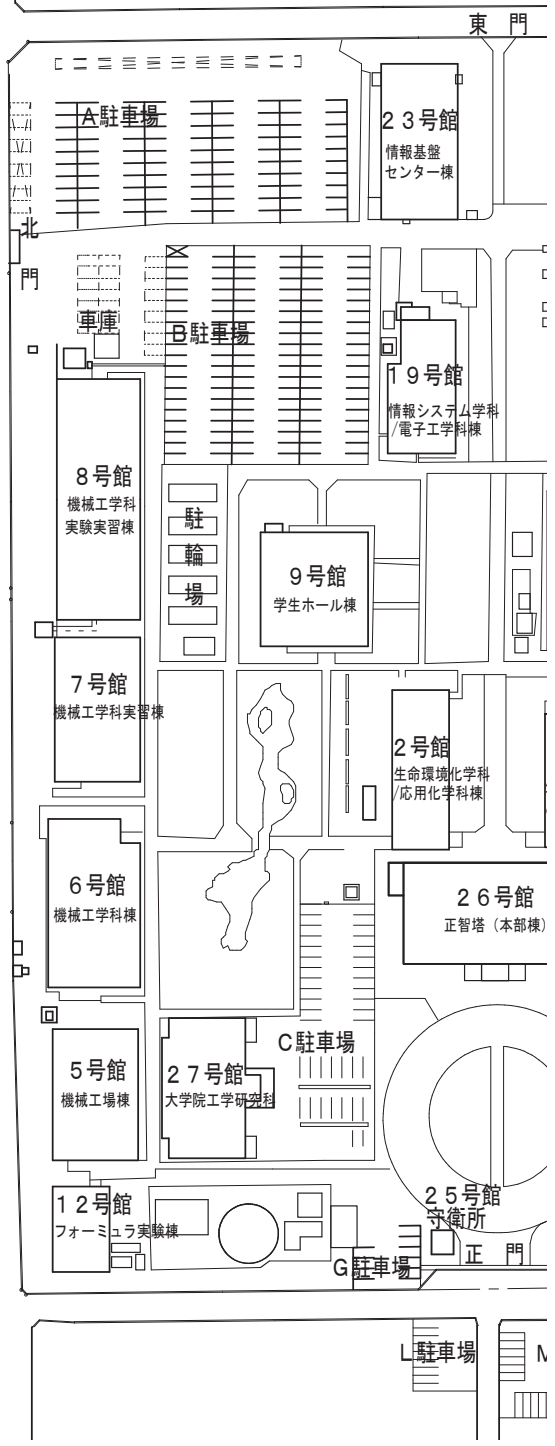 東　門
A駐車場
２３号館
情報基盤
センター棟
北
門
車庫
B駐車場
１９号館
情報システム学科
/電子工学科棟
８号館
機械工学科
実験実習棟
駐
輪
場
９号館
学生ホール棟
７号館
機械工学科実習棟
２号館
生命環境化学科
/応用化学科棟
６号館
機械工学科棟
２６号館
正智塔（本部棟）
C駐車場
５号館
機械工場棟
２７号館
大学院工学研究科
１２号館
フォーミュラ実験棟
２５号館
守衛所
正　門
G駐車場
L駐車場
M